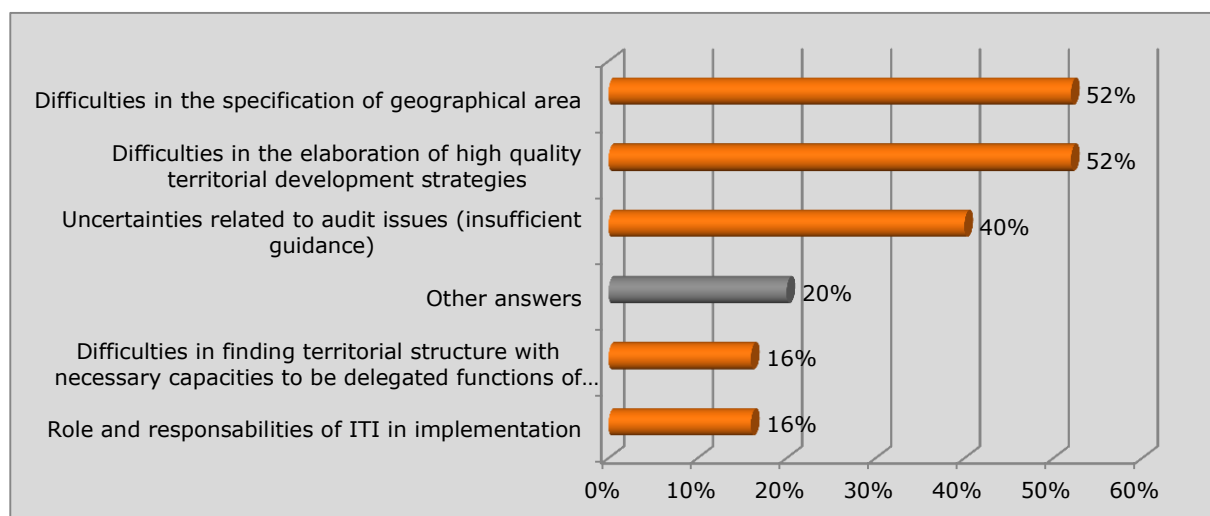 Difficulties in the specification of geographical area
52%
Difficulties in the elaboration of high quality
territorial development strategies
52%
Uncertainties related to audit issues (insufficient
guidance)
40%
Other answers
20%
Difficulties in finding territorial structure with
necessary capacities to be delegated functions of…
16%
Role and responsabilities of ITI in implementation
16%
0% 10% 20% 30% 40% 50% 60%